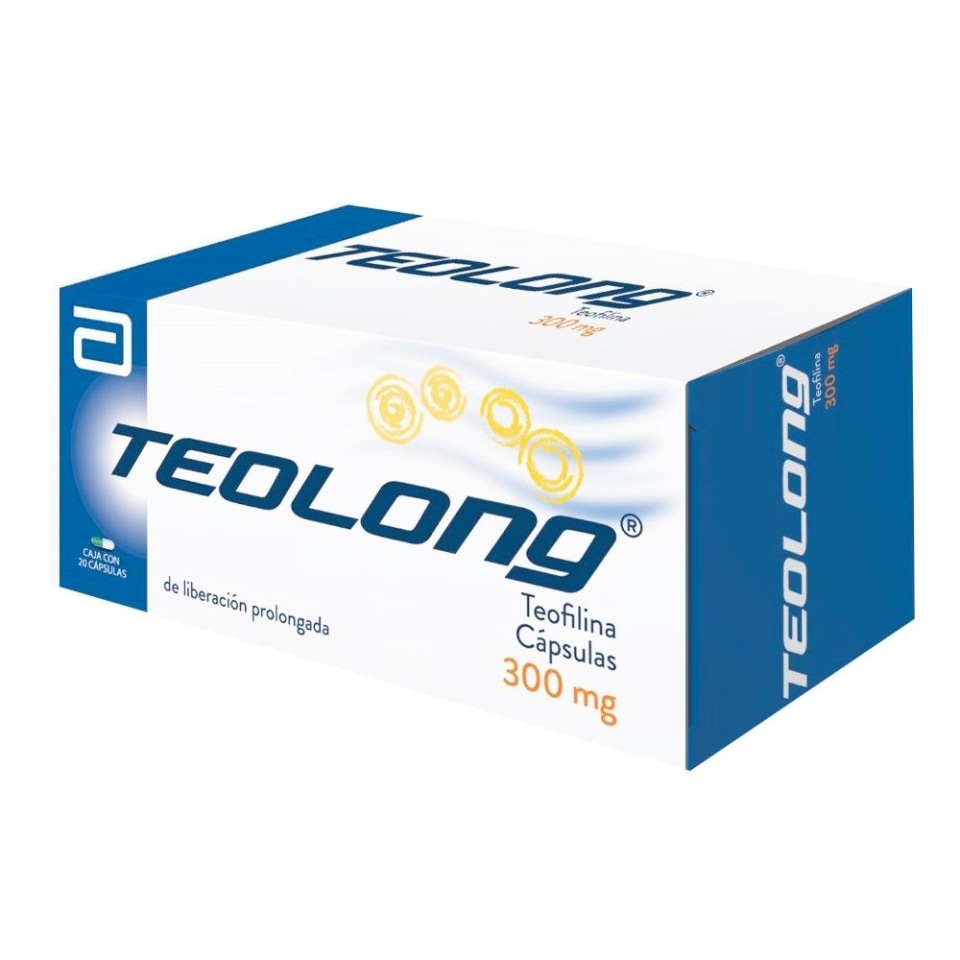 TEOLONG®
Teofilina
300 mg
TEOLONG®
de liberación prolongada
Teofilina
Cápsulas
300 mg
CAJA CON
20 CÁPSULAS
TEOLONG®
Teofilina
300 mg